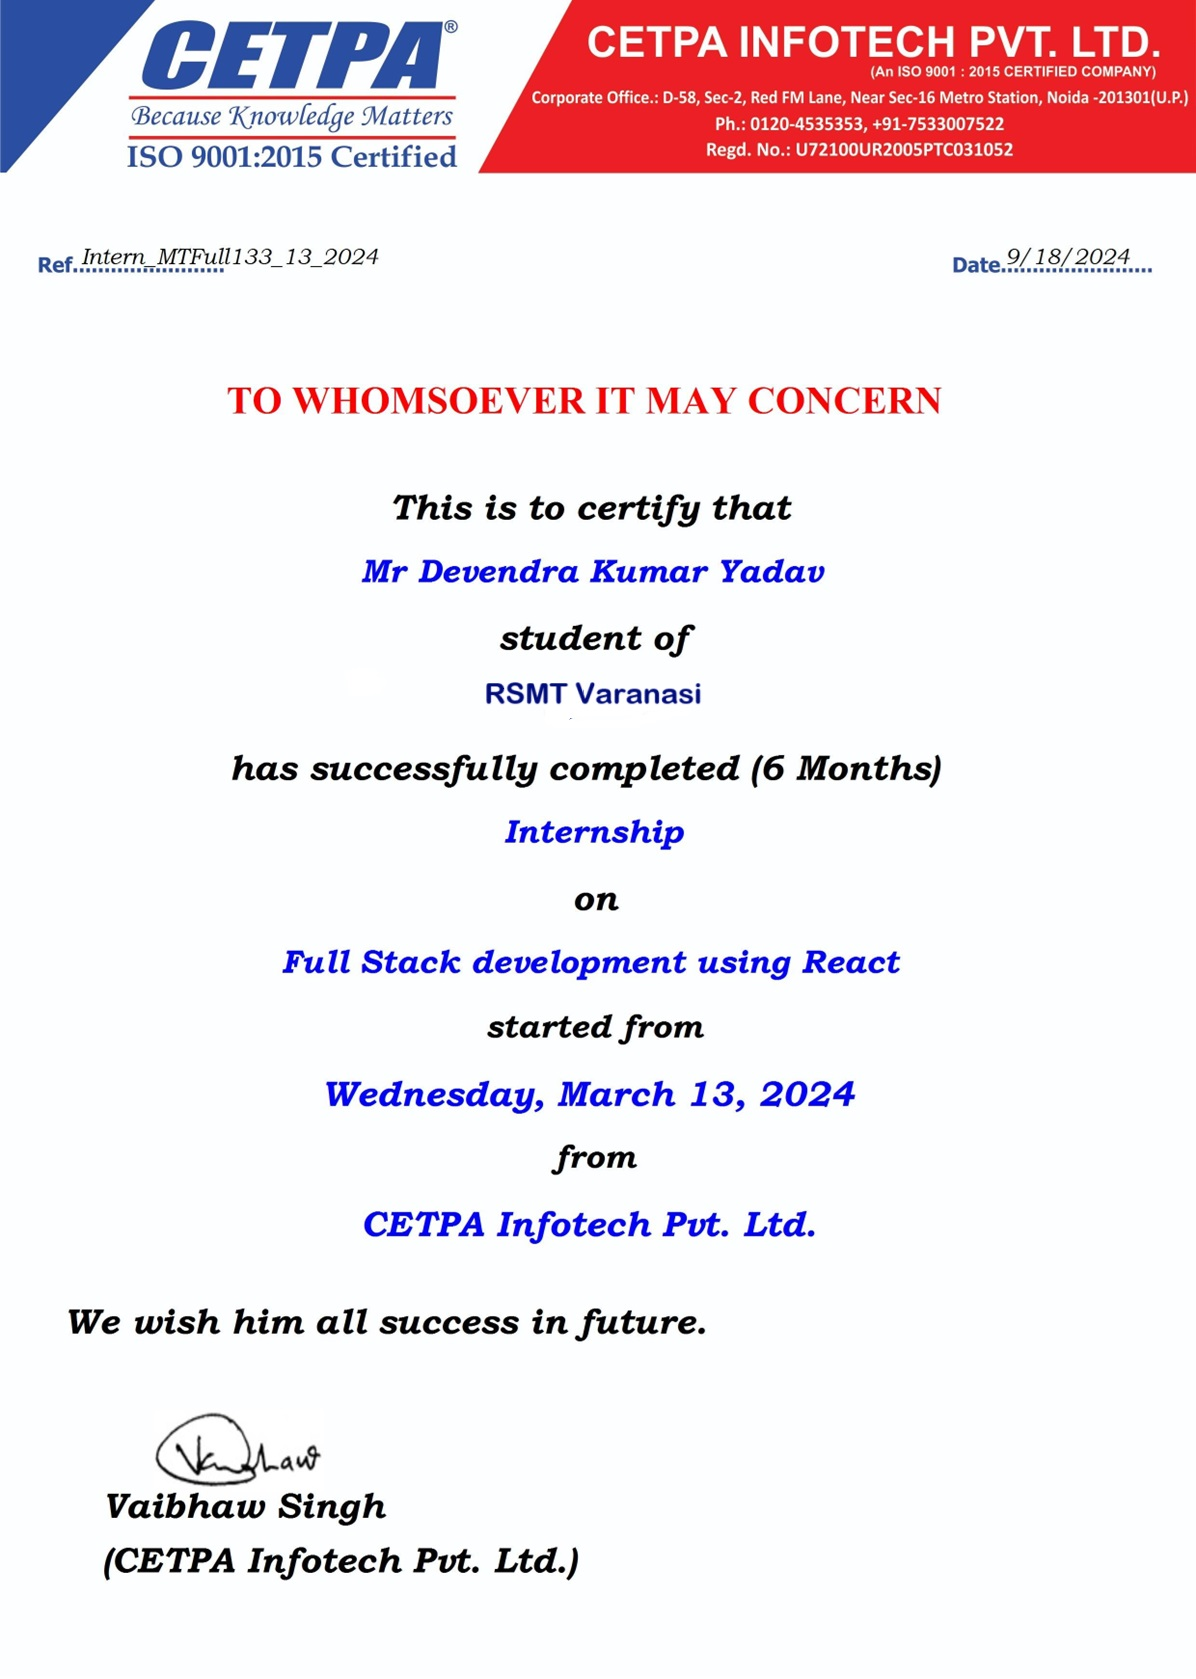 CETPA®
Because Knowledge Matters
ISO 9001:2015 Certified
CETPA INFOTECH PVT. LTD.
(An ISO 9001 : 2015 CERTIFIED COMPANY)
Corporate Office.: D-58, Sec-2, Red FM Lane, Near Sec-16 Metro Station, Noida -201301(U.P.)
Ph.: 0120-4535353, +91-7533007522
Regd. No.: U72100UR2005PTC031052
Ref. Intern_MTFull133_13_2024
Date. 9/18/2024
TO WHOMSOEVER IT MAY CONCERN
This is to certify that
Mr Devendra Kumar Yadav
student of
RSMT Varanasi
has successfully completed (6 Months)
Internship
on
Full Stack development using React
started from
Wednesday, March 13, 2024
from
CETPA Infotech Pvt. Ltd.
We wish him all success in future.
Vaibhaw
Vaibhaw Singh
(CETPA Infotech Pvt. Ltd.)